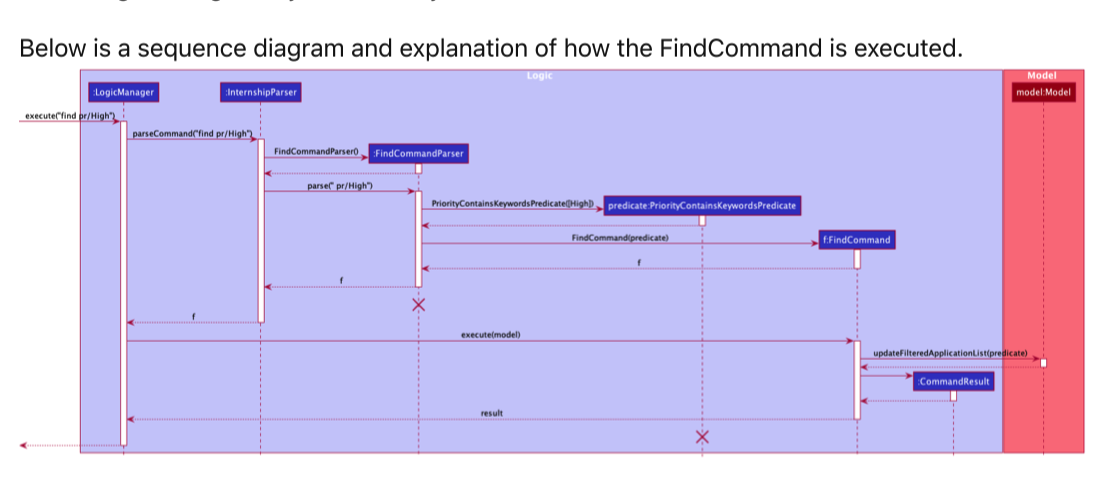 Below is a sequence diagram and explanation of how the FindCommand is executed.
Logic
Model
:LogicManager
:InternshipParser
model:Model
execute("find pr/High")
parseCommand("find pr/High")
FindCommandParser()
:FindCommandParser
parse(" pr/High")
PriorityContainsKeywordsPredicate([High])
predicate:PriorityContainsKeywordsPredicate
FindCommand(predicate)
f:FindCommand
f
f
f
execute(model)
updateFilteredApplicationList(predicate)
:CommandResult
result